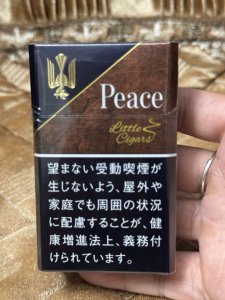 Peace
Little
Cigars
望まない受動喫煙が
生じないよう、屋外や
家庭でも周囲の状況
に配慮することが、健
康増進法上、義務付
けられています。